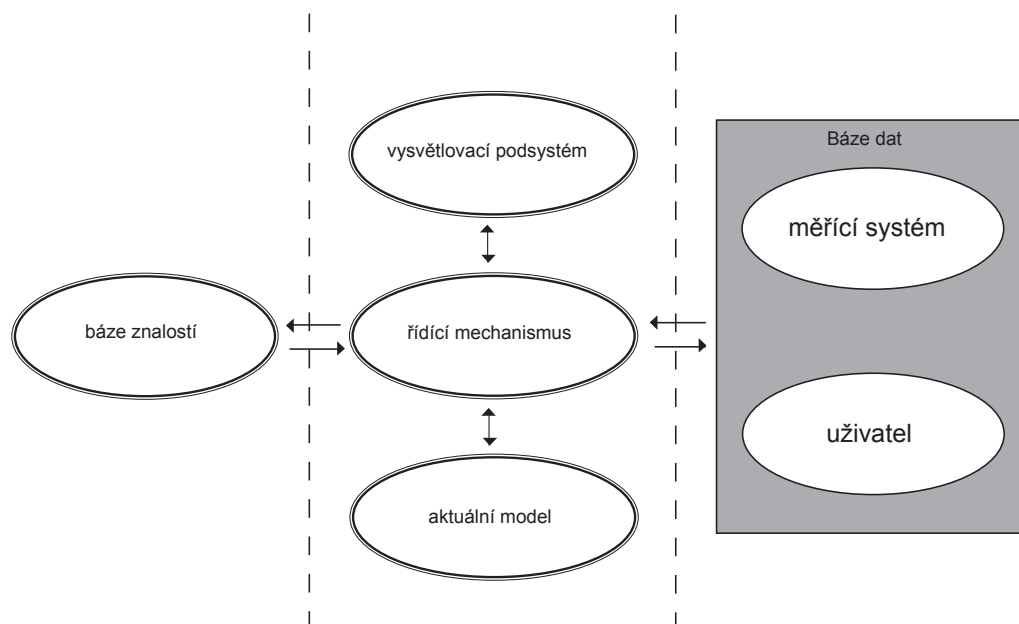 vysvětlovací podsystém
Báze dat
měřící systém
báze znalostí
řídící mechanismus
uživatel
aktuální model